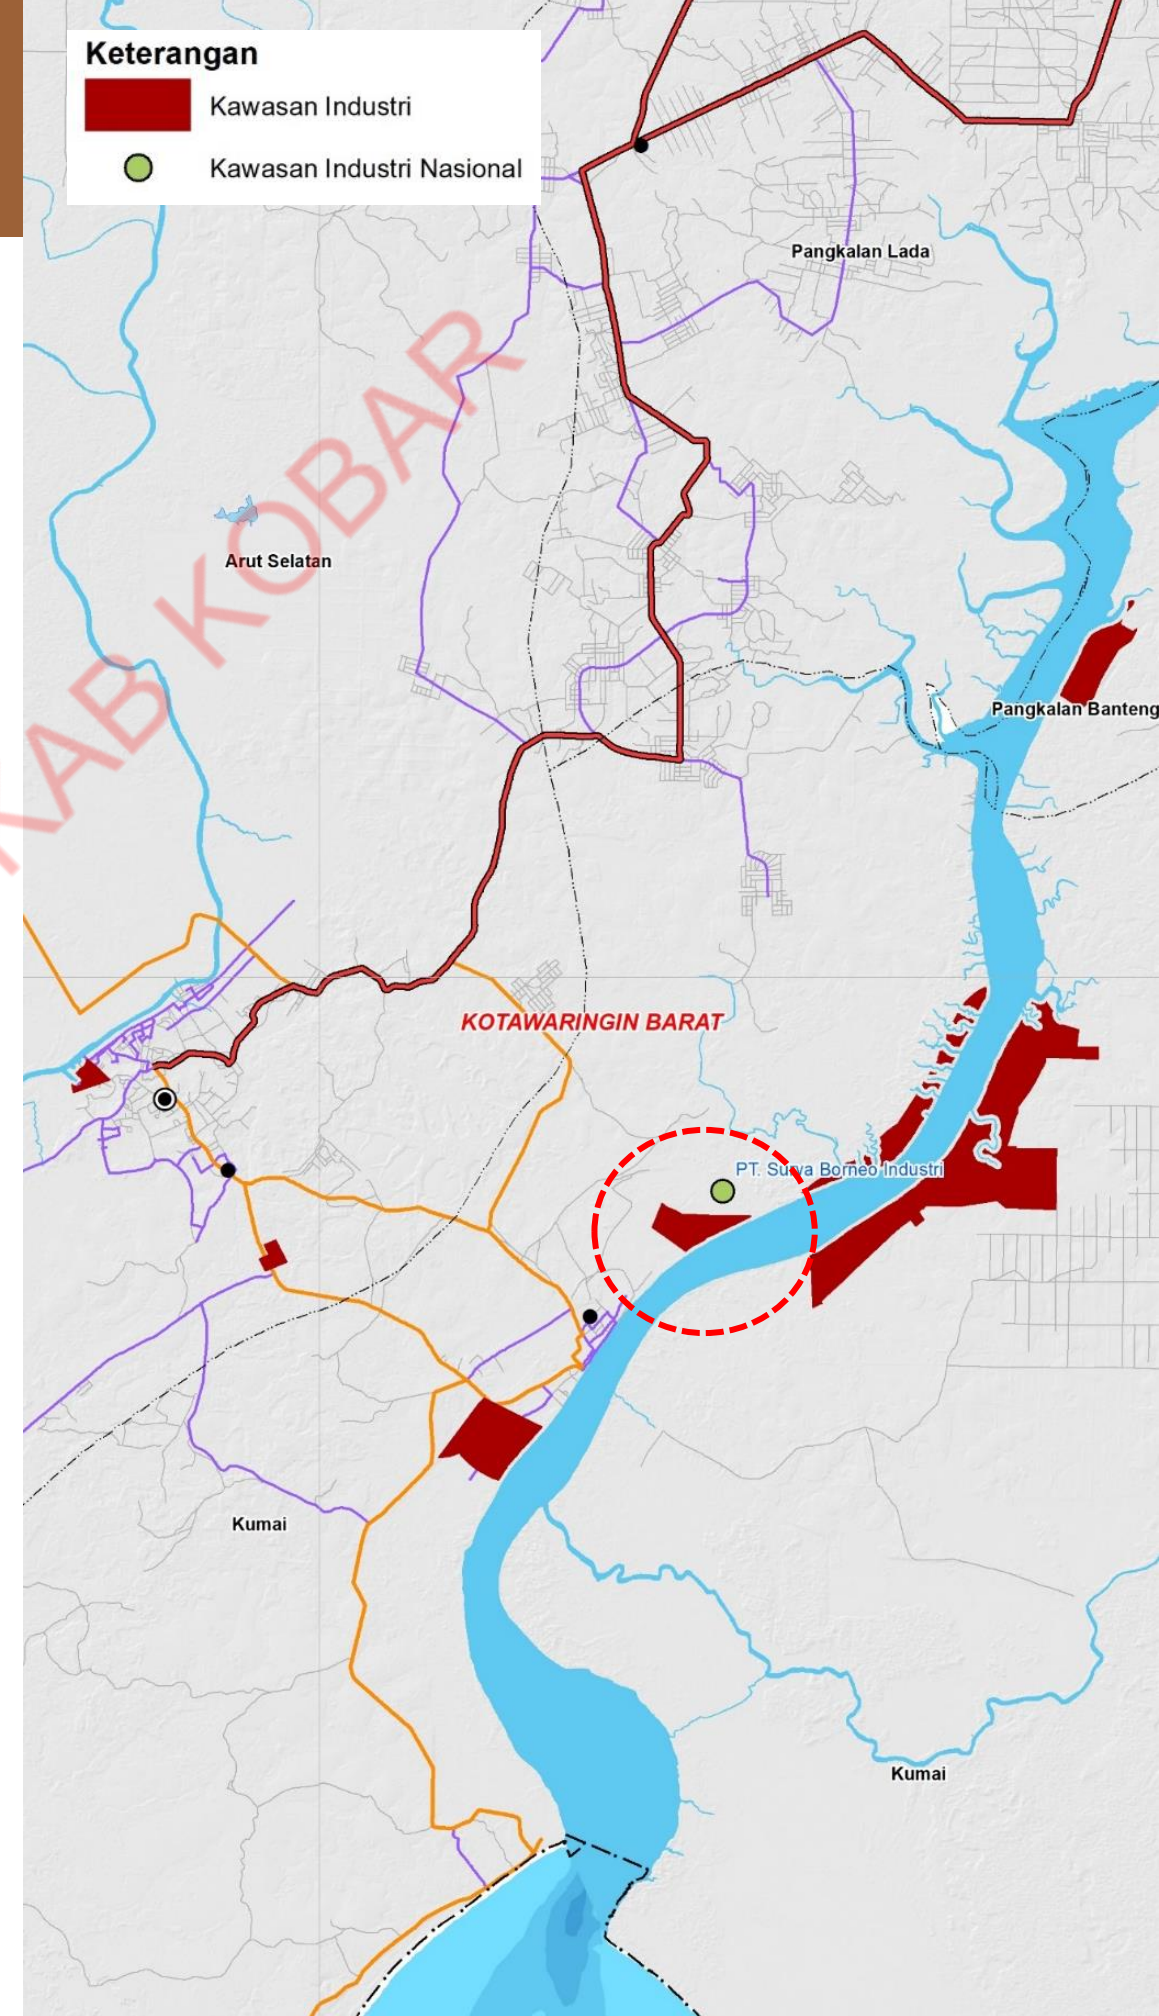 Keterangan
Kawasan Industri
Kawasan Industri Nasional
Pangkalan Lada
KAB KOBAR
Arut Selatan
Pangkalan Banteng
KOTAWARINGIN BARAT
PT. Surya Borneo Industri
Kumai
Kumai